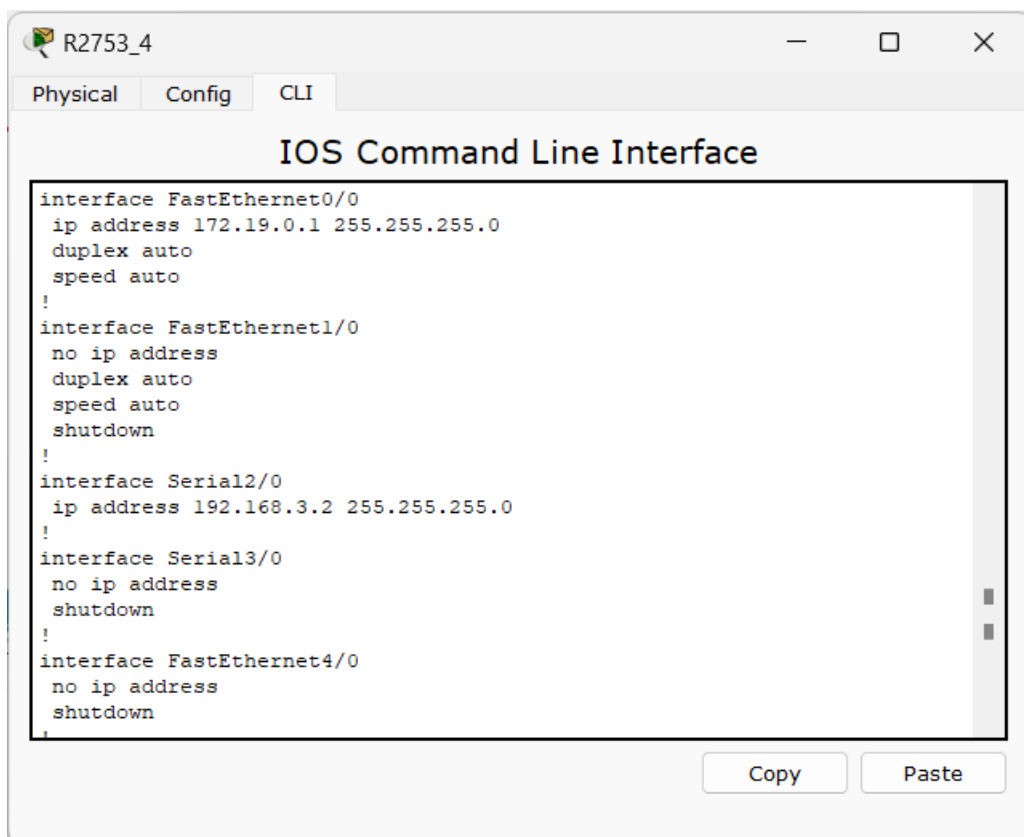 R2753_4
Physical Config CLI
IOS Command Line Interface
interface FastEthernet0/0
ip address 172.19.0.1 255.255.255.0
duplex auto
speed auto
!
interface FastEthernet1/0
no ip address
duplex auto
speed auto
shutdown
!
interface Serial2/0
ip address 192.168.3.2 255.255.255.0
!
interface Serial3/0
no ip address
shutdown
!
interface FastEthernet4/0
no ip address
shutdown
!
Copy Paste